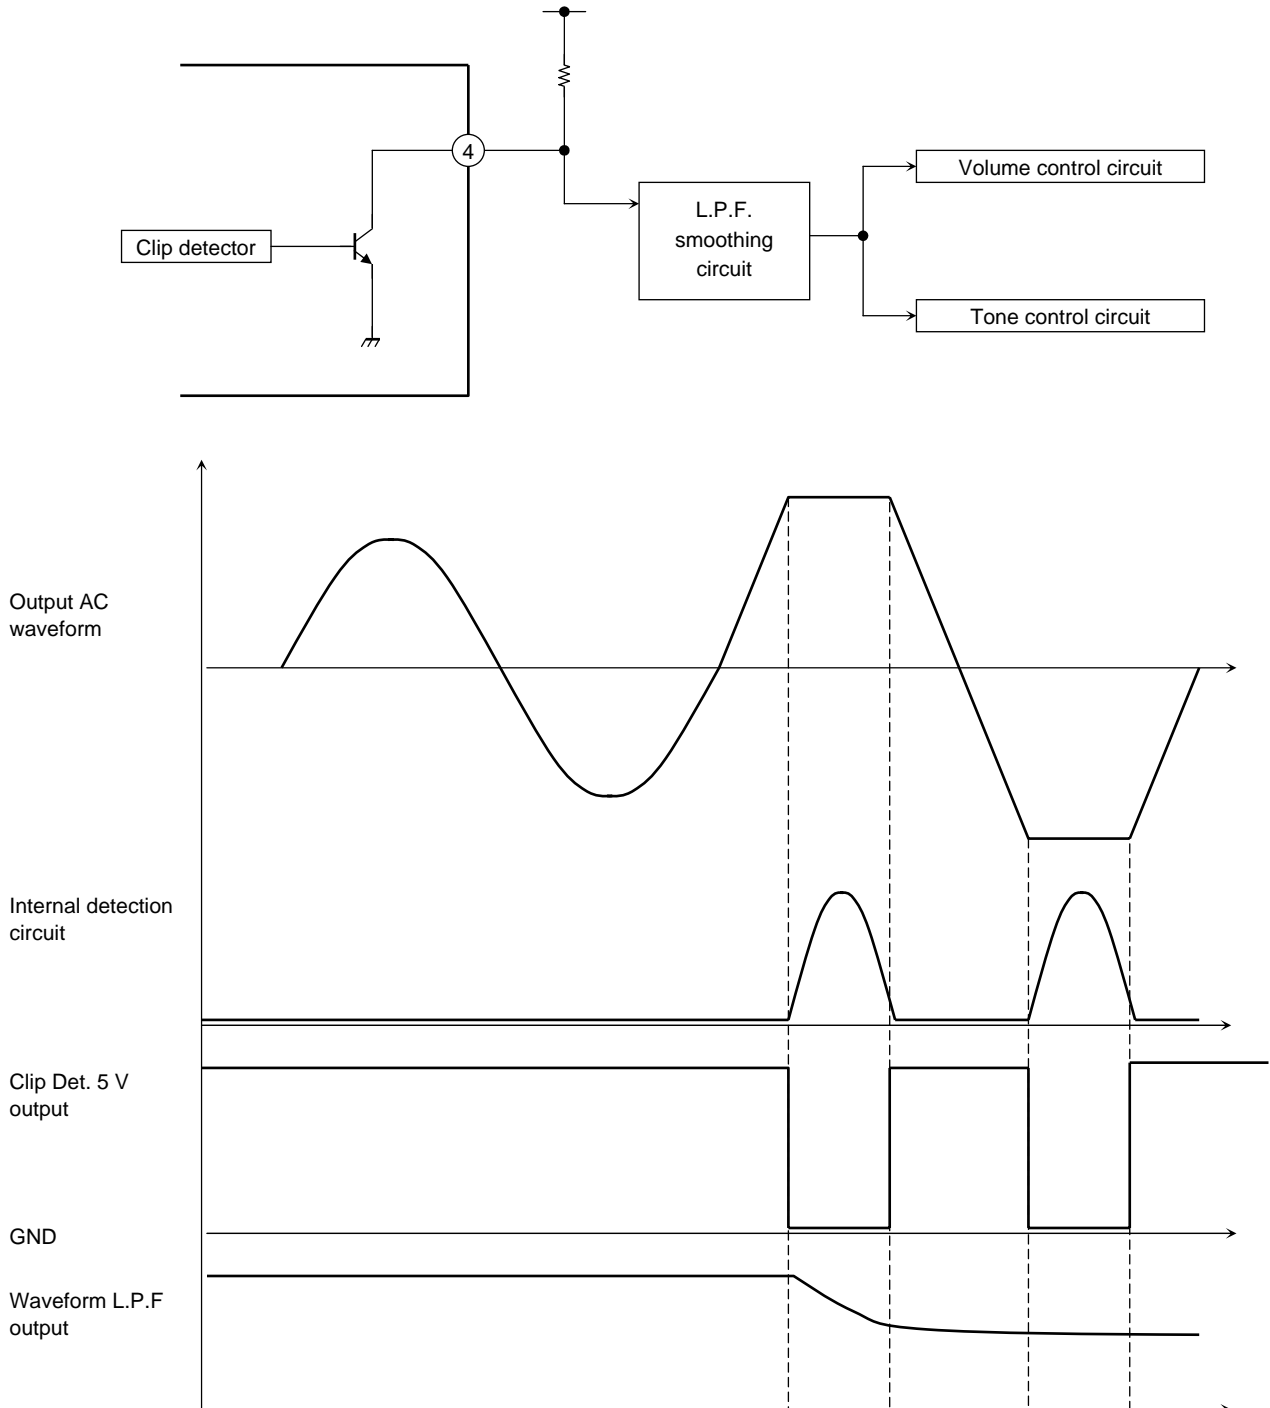 4
Volume control circuit
L.P.F.
smoothing
circuit
Clip detector
Tone control circuit
Output AC
waveform
Internal detection
circuit
Clip Det. 5 V
output
GND
Waveform L.P.F
output